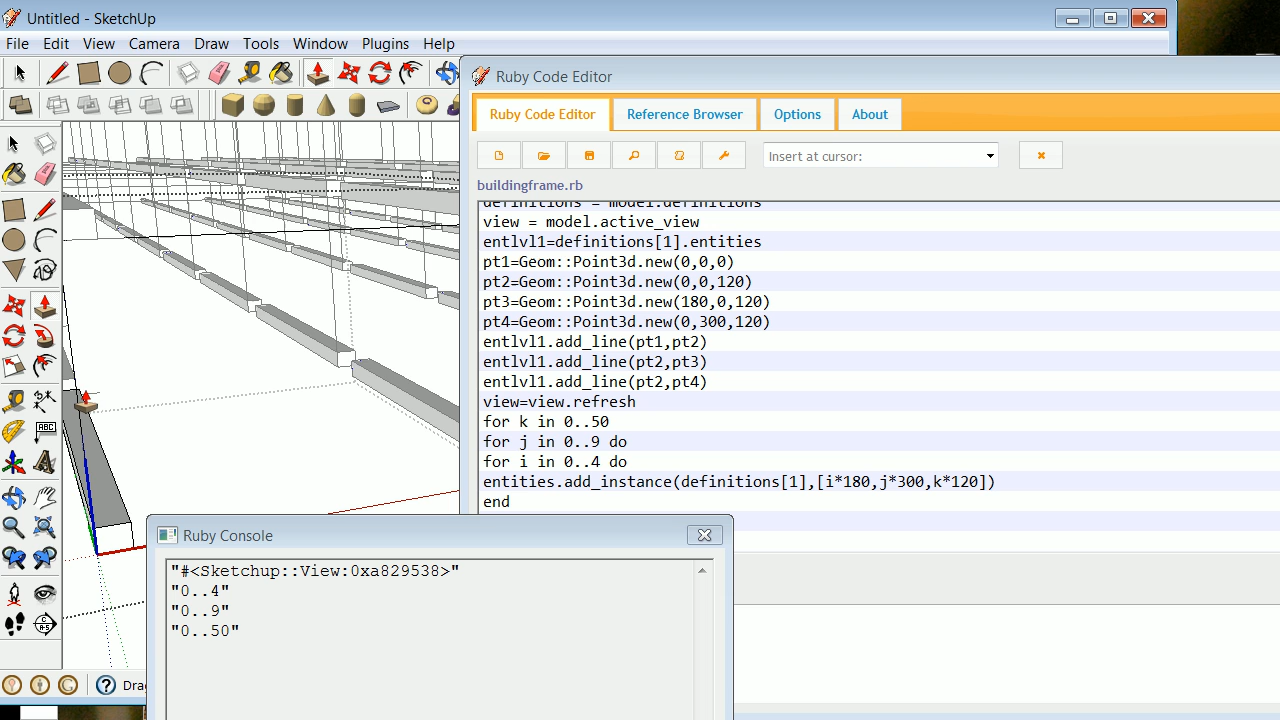 Untitled - SketchUp
File Edit View Camera Draw Tools Window Plugins Help
Ruby Code Editor
Ruby Code Editor Reference Browser Options About
Insert at cursor:
buildingframe.rb
definitions = model.definitions
view = model.active_view
entlvl1=definitions[1].entities
pt1=Geom::Point3d.new(0,0,0)
pt2=Geom::Point3d.new(0,0,120)
pt3=Geom::Point3d.new(180,0,120)
pt4=Geom::Point3d.new(0,300,120)
entlvl1.add_line(pt1,pt2)
entlvl1.add_line(pt2,pt3)
entlvl1.add_line(pt2,pt4)
view=view.refresh
for k in 0..50
for j in 0..9 do
for i in 0..4 do
entities.add_instance(definitions[1],[i*180,j*300,k*120])
end
Ruby Console
"#<Sketchup::View:0xa829538>"
"0..4"
"0..9"
"0..50"
ABC
Drag